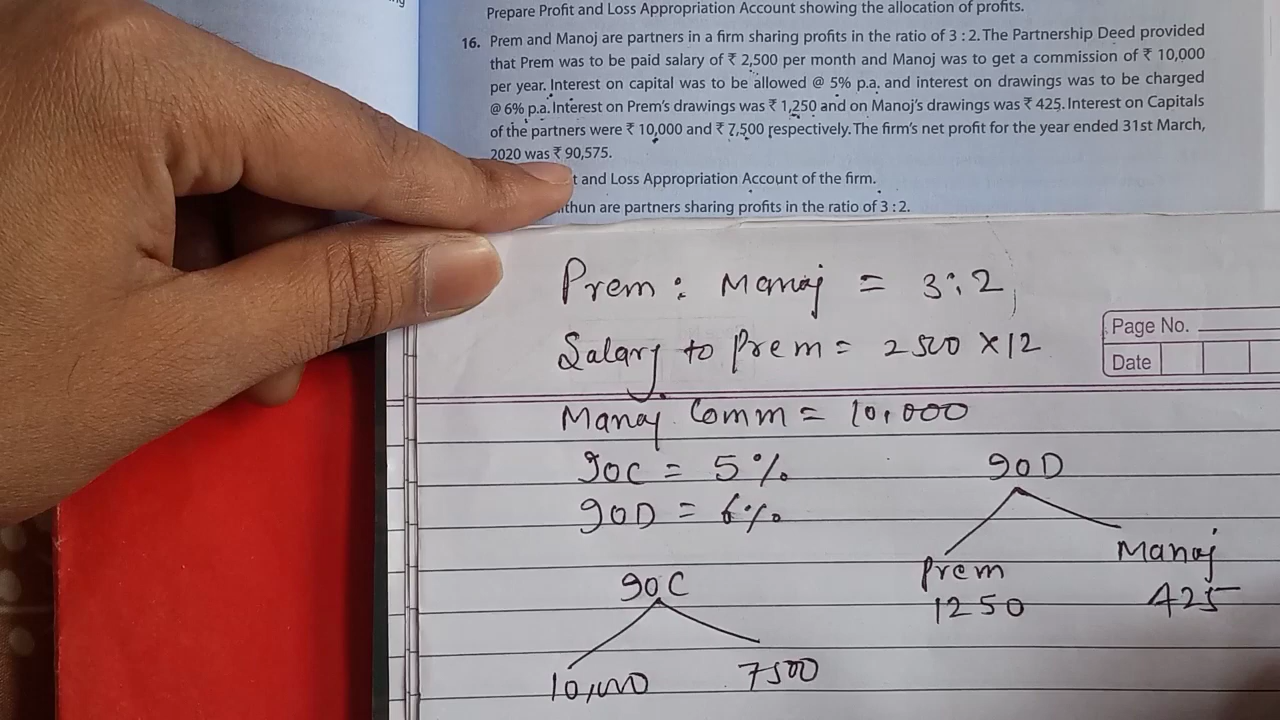 Prepare Profit and Loss Appropriation Account showing the allocation of profits.
16. Prem and Manoj are partners in a firm sharing profits in the ratio of 3 : 2. The Partnership Deed provided
that Prem was to be paid salary of ₹ 2,500 per month and Manoj was to get a commission of ₹ 10,000
per year. Interest on capital was to be allowed @ 5% p.a. and interest on drawings was to be charged
@ 6% p.a. Interest on Prem's drawings was ₹ 1,250 and on Manoj's drawings was ₹ 425. Interest on Capitals
of the partners were ₹ 10,000 and ₹ 7,500 respectively. The firm's net profit for the year ended 31st March,
2020 was ₹ 90,575.
t and Loss Appropriation Account of the firm.
ithun are partners sharing profits in the ratio of 3 : 2.
Prem : Manoj = 3:2
Salary to Prem = 2500 × 12
Page No.
Date
Manoj Comm = 10,000
IOC = 5%
IOD = 6%
IOD
Prem Manoj
1250 425
IOC
10,000 7500